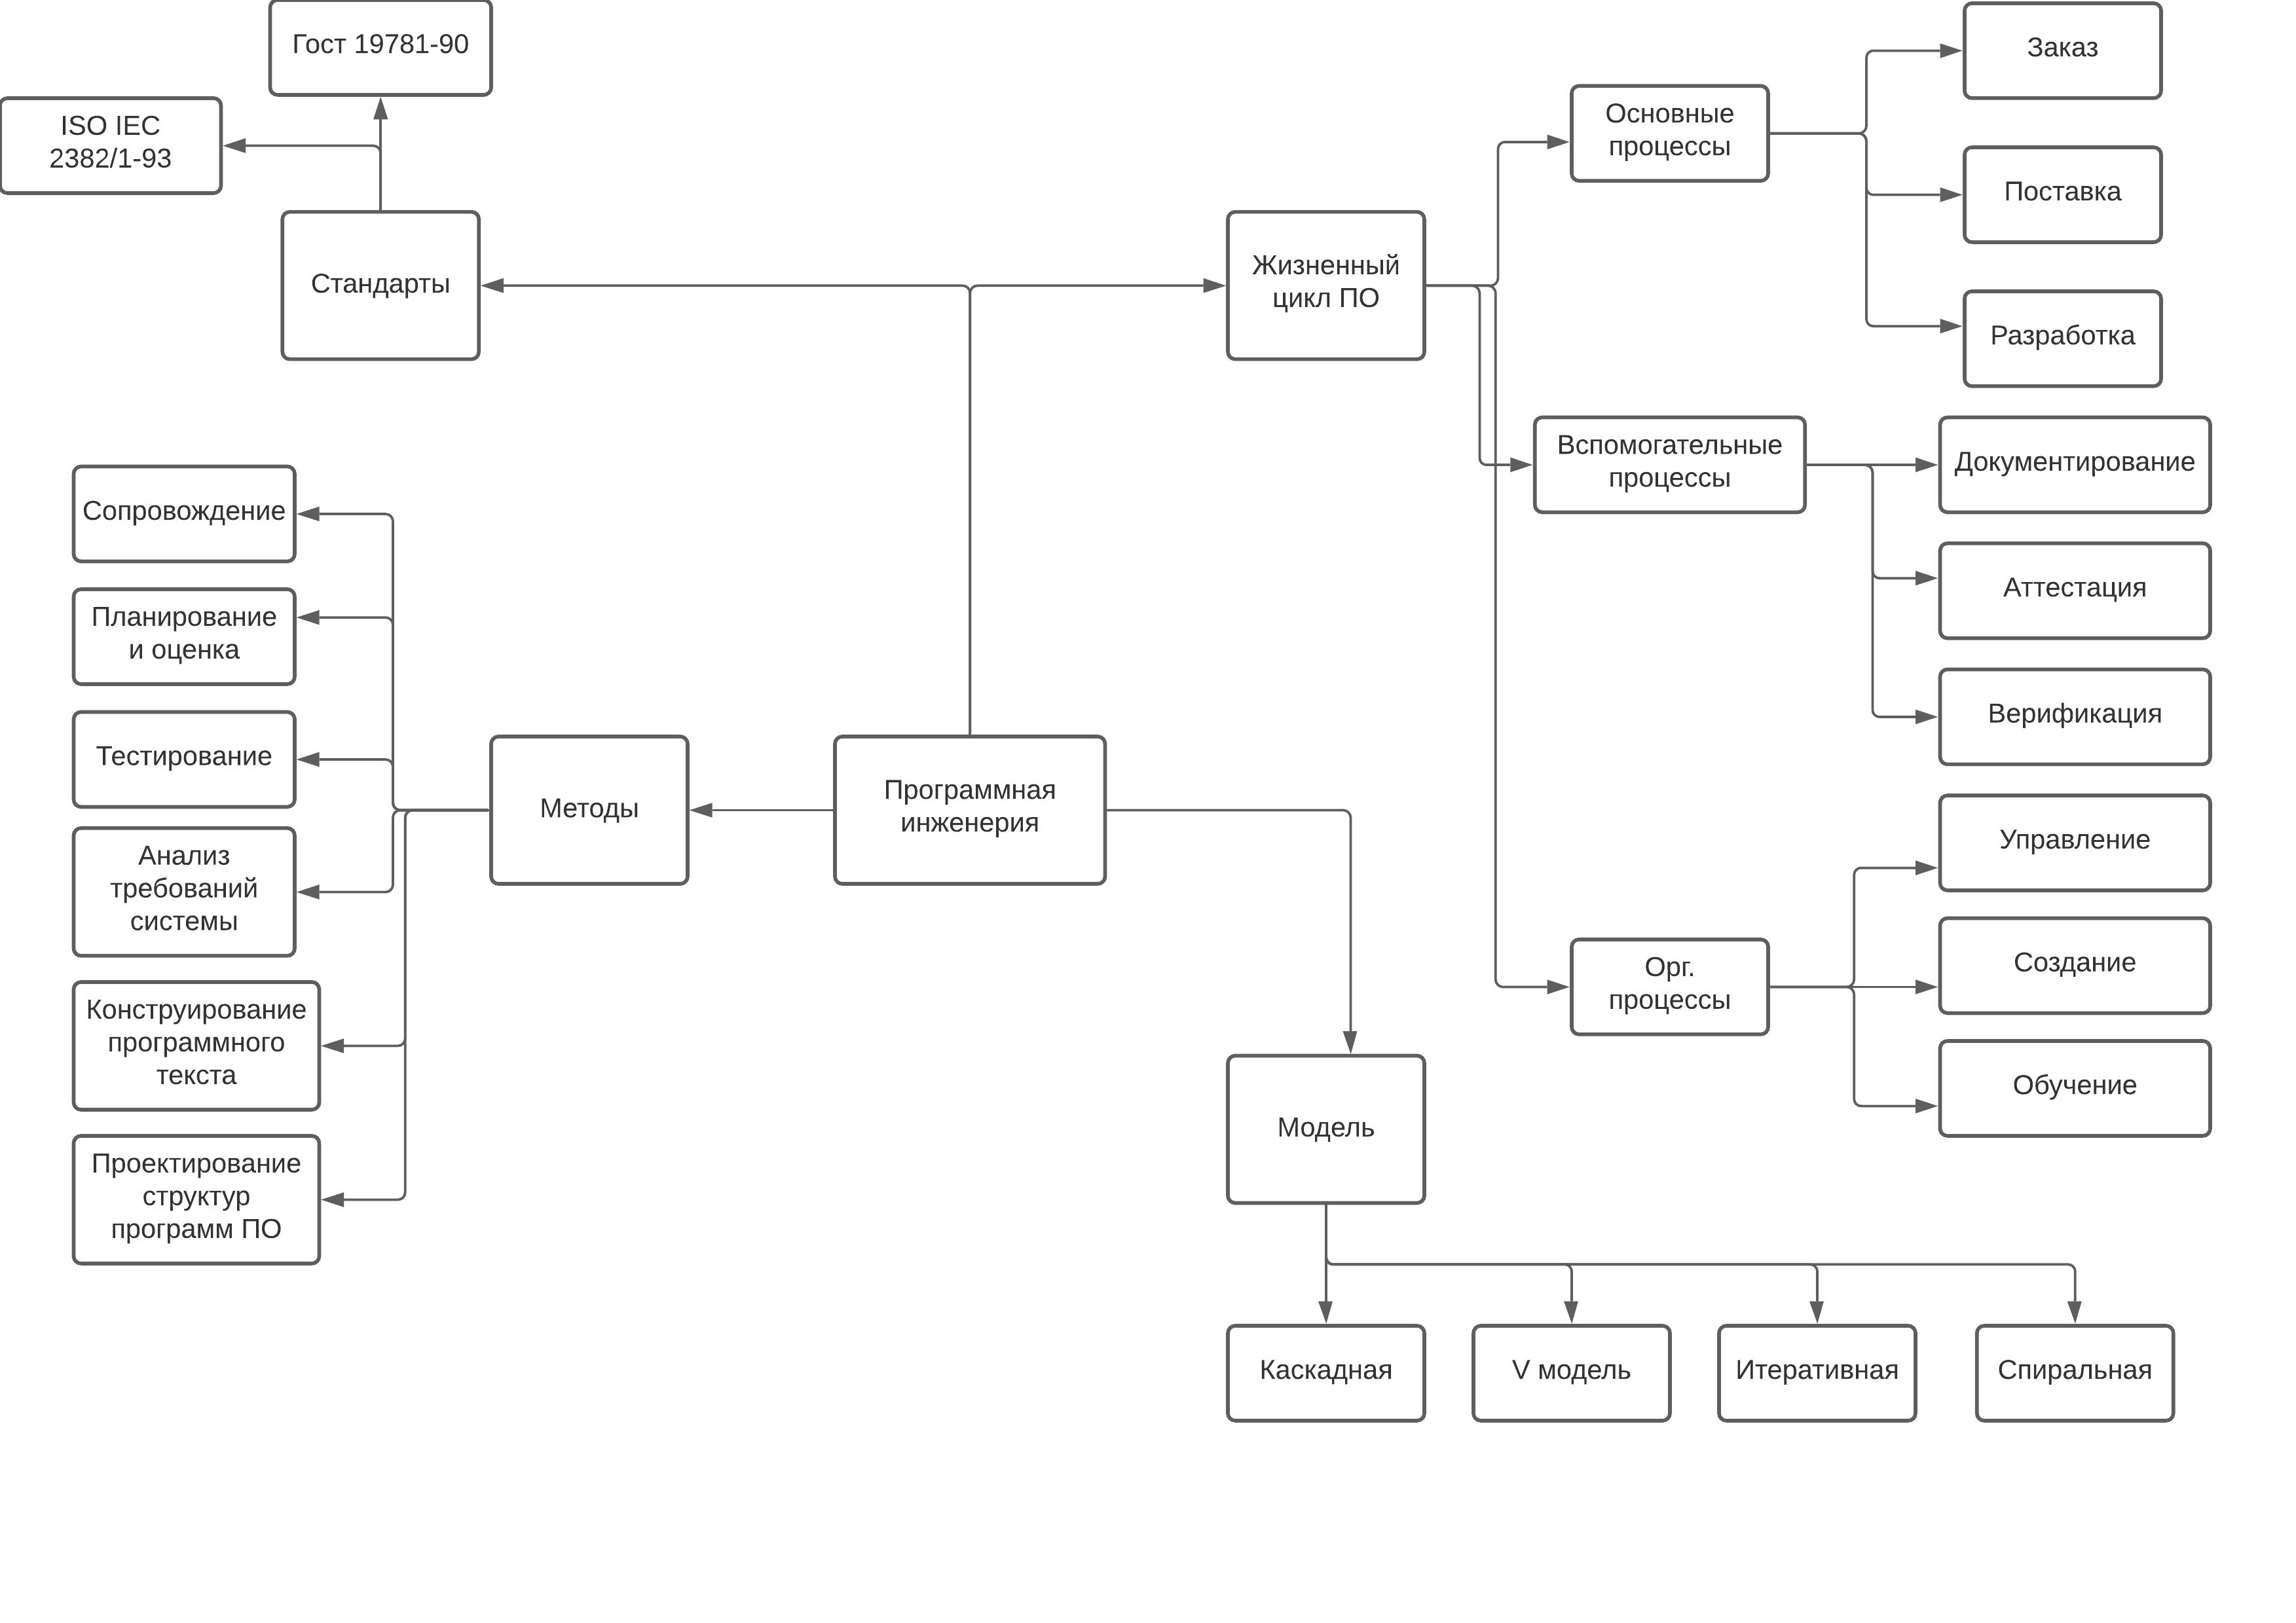 Гост 19781-90
ISO IEC
2382/1-93
Стандарты
Жизненный
цикл ПО
Основные
процессы
Заказ
Поставка
Разработка
Вспомогательные
процессы
Документирование
Аттестация
Верификация
Сопровождение
Планирование
и оценка
Тестирование
Анализ
требований
системы
Конструирование
программного
текста
Проектирование
структур
программ ПО
Методы
Программная
инженерия
Орг.
процессы
Управление
Создание
Обучение
Модель
Каскадная
V модель
Итеративная
Спиральная